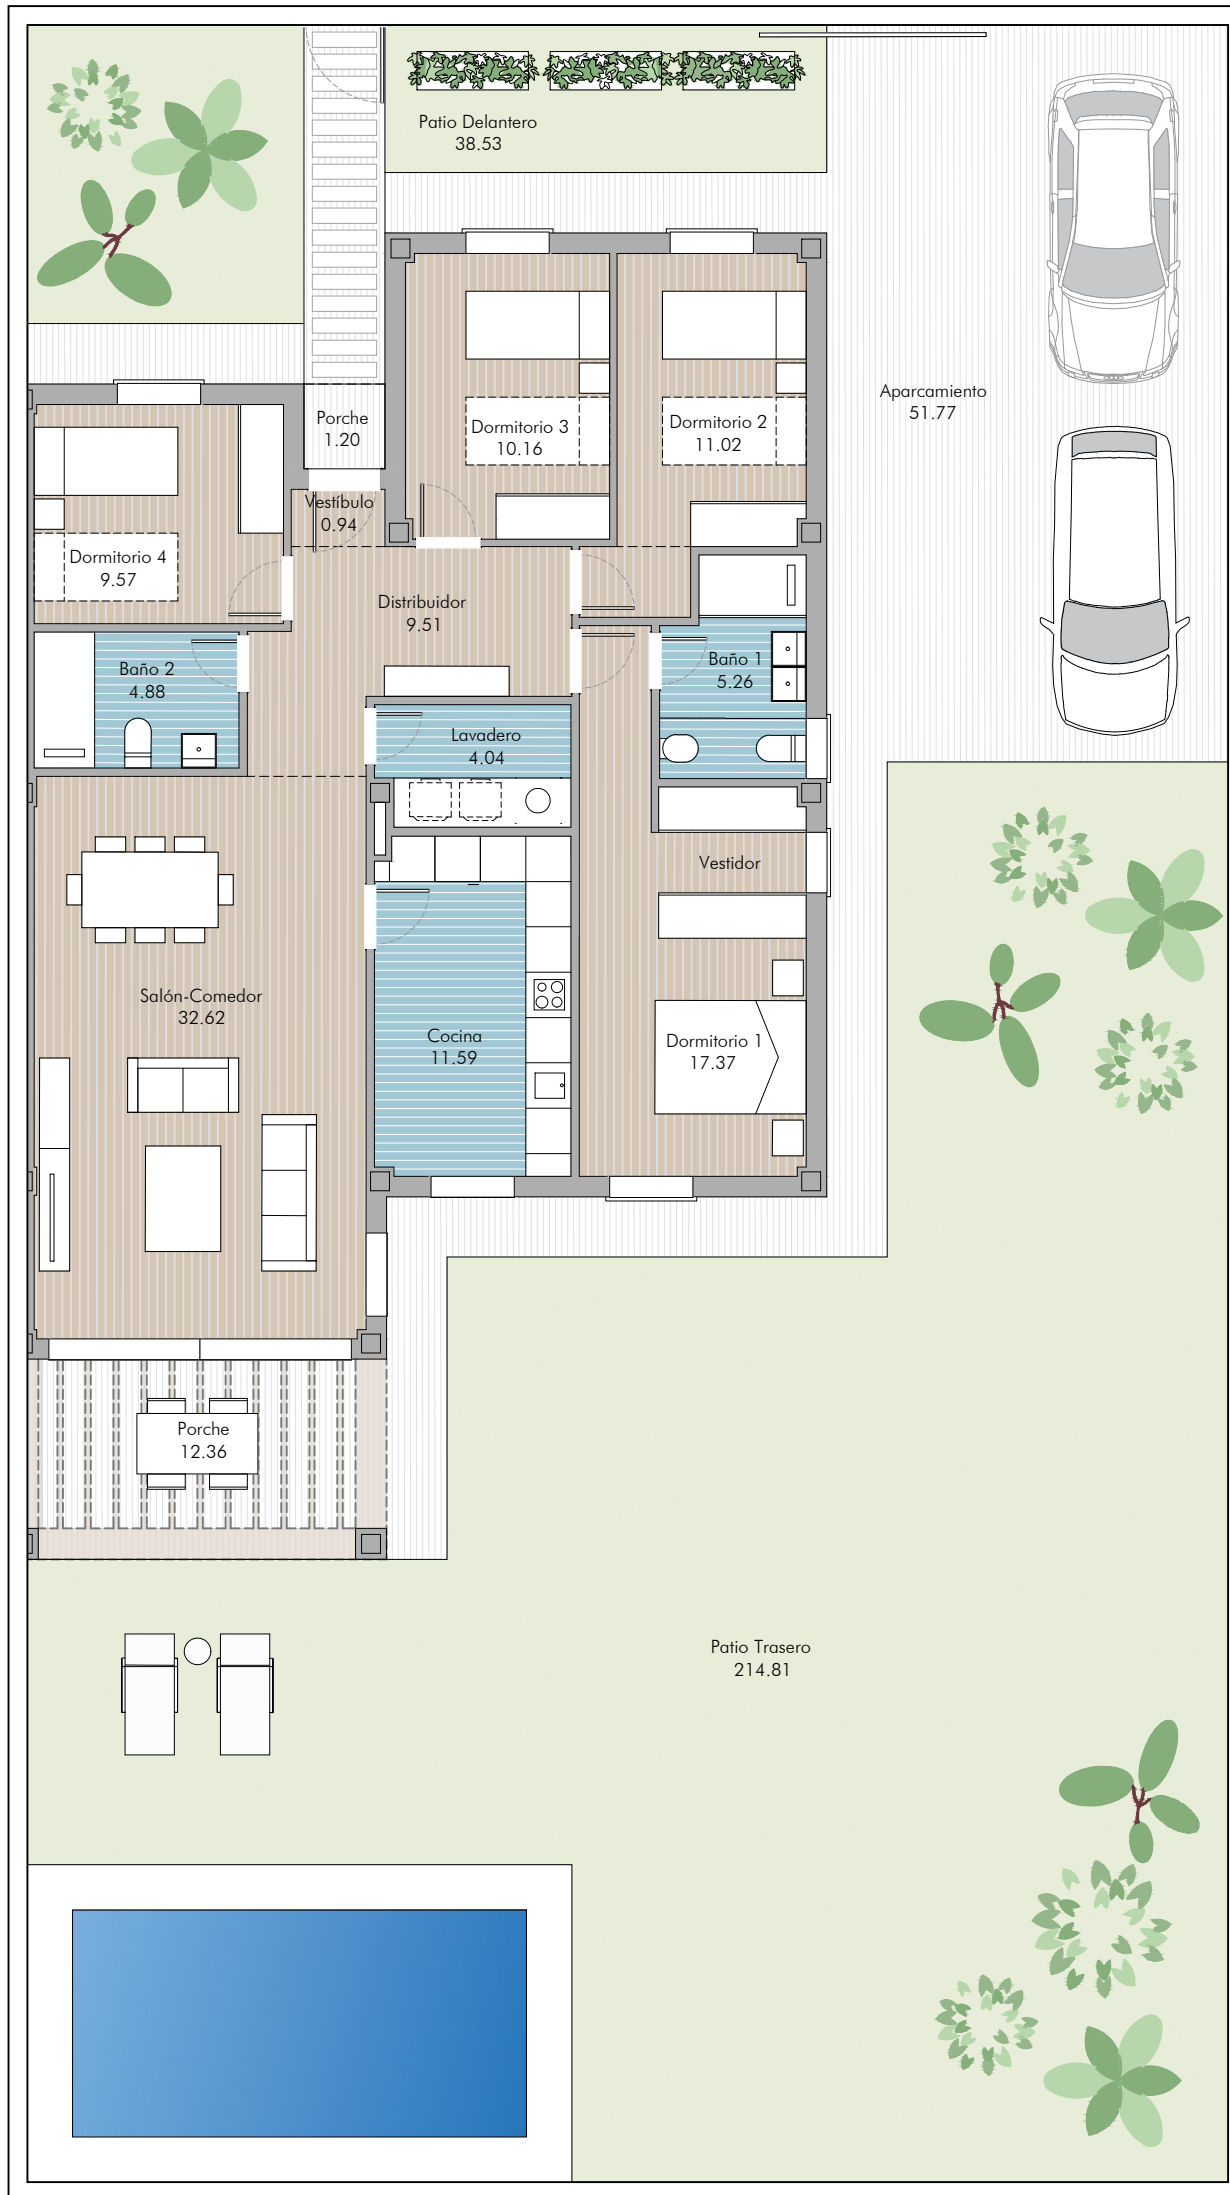 Patio Delantero
38.53
Aparcamiento
51.77
Porche
1.20
Dormitorio 3
10.16
Dormitorio 2
11.02
Vestíbulo
0.94
Dormitorio 4
9.57
Distribuidor
9.51
Baño 2
4.88
Baño 1
5.26
Lavadero
4.04
Vestidor
Salón-Comedor
32.62
Cocina
11.59
Dormitorio 1
17.37
Porche
12.36
Patio Trasero
214.81